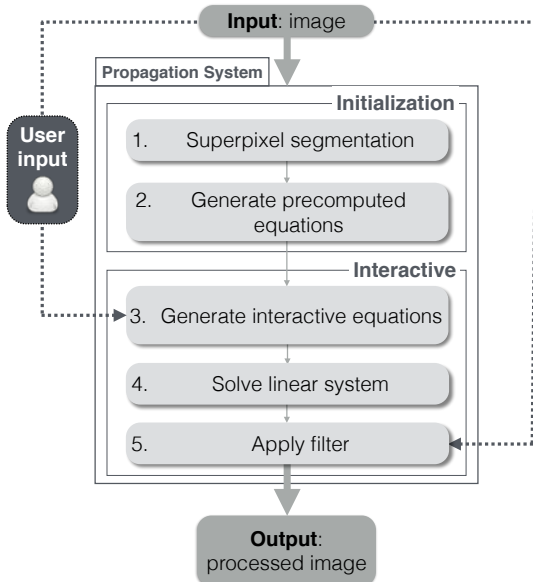 Input: image
Propagation System
Initialization
User
input
1. Superpixel segmentation
2. Generate precomputed
equations
Interactive
3. Generate interactive equations
4. Solve linear system
5. Apply filter
Output:
processed image